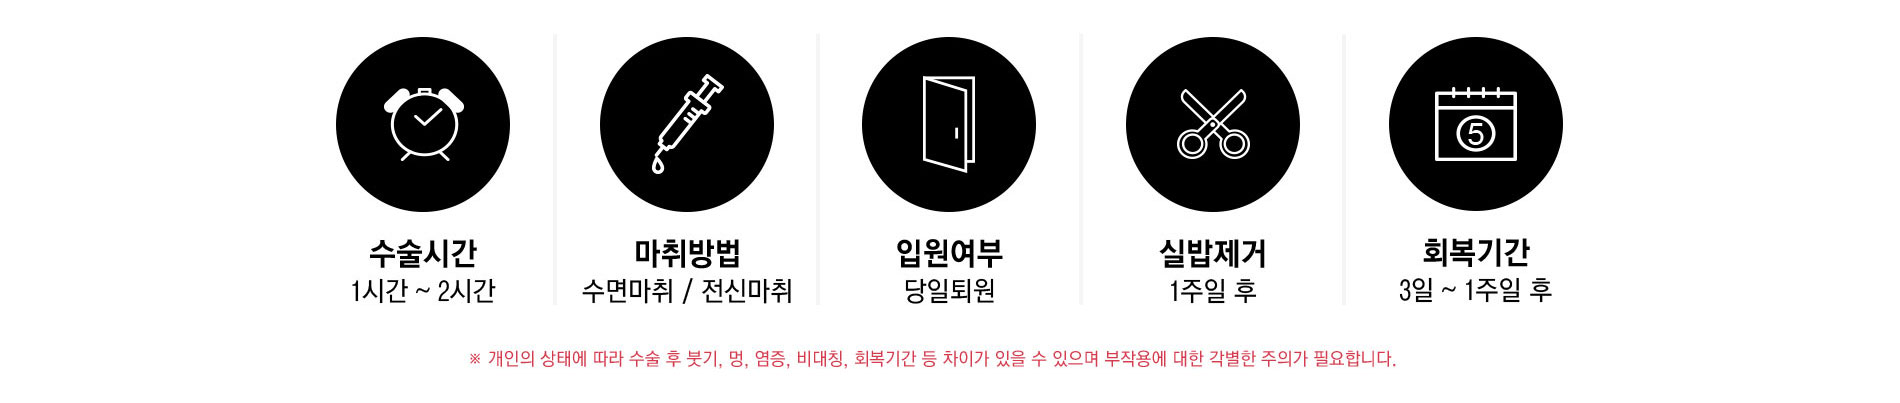 5
수술시간
1시간 ~ 2시간
마취방법
수면마취 / 전신마취
입원여부
당일퇴원
실밥제거
1주일 후
회복기간
3일 ~ 1주일 후
※ 개인의 상태에 따라 수술 후 붓기, 멍, 염증, 비대칭, 회복기간 등 차이가 있을 수 있으며 부작용에 대한 각별한 주의가 필요합니다.